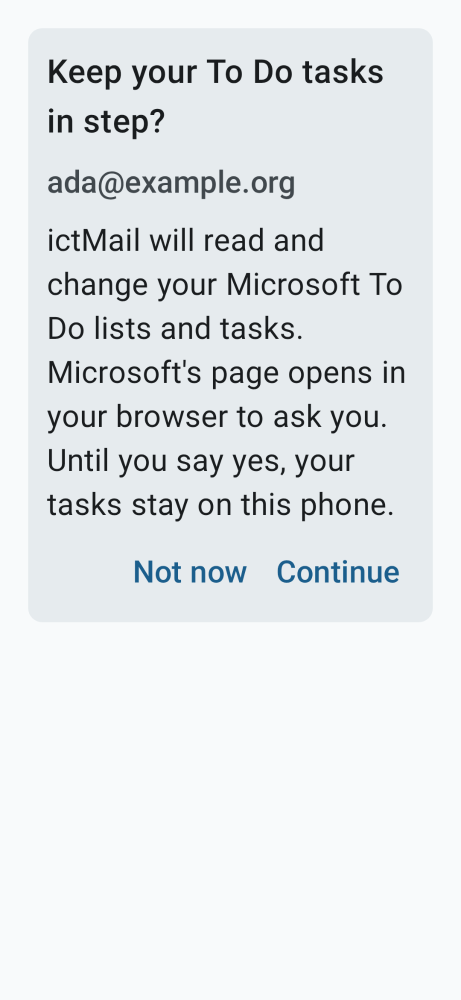 Keep your To Do tasks
in step?
ada@example.org
ictMail will read and
change your Microsoft To
Do lists and tasks.
Microsoft's page opens in
your browser to ask you.
Until you say yes, your
tasks stay on this phone.
Not now Continue